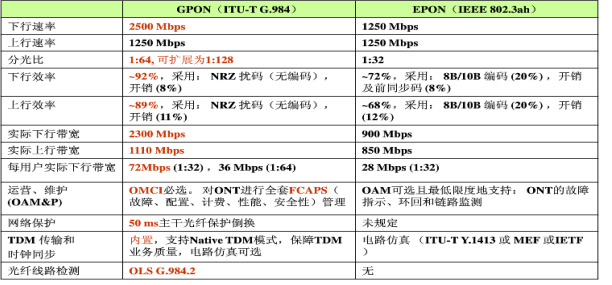 GPON（ITU-T G.984） EPON（IEEE 802.3ah)
下行速率 2500 Mbps 1250 Mbps
上行速率 1250 Mbps 1250 Mbps
分光比 1:64, 可扩展为1:128 1:32
下行效率 ~92%，采用： NRZ 扰码（无编码）， ~72%，采用： 8B/10B 编码 (20%) ，开销
开销 (8%) 及前同步码 (8%)
上行效率 ~89%，采用： NRZ 扰码（无编码）， ~68%，采用： 8B/10B 编码 (20%)，开销
开销 (11%) (12%)
实际下行带宽 2300 Mbps 900 Mbps
实际上行带宽 1110 Mbps 850 Mbps
每用户实际下行带宽 72Mbps (1:32) ，36 Mbps (1:64) 28 Mbps (1:32)
运营、维护 OMCI必选。 对ONT进行全套FCAPS（ OAM可选且最低限度地支持： ONT的故障
(OAM&P) 故障、配置、计费、性能、安全性）管理 指示、环回和链路监测
网络保护 50 ms主干光纤保护倒换 未规定
TDM 传输和 内置，支持Native TDM模式，保障TDM 电路仿真 （ITU-T Y.1413 或 MEF 或IETF）
时钟同步 业务质量，电路仿真可选
光纤线路检测 OLS G.984.2 无